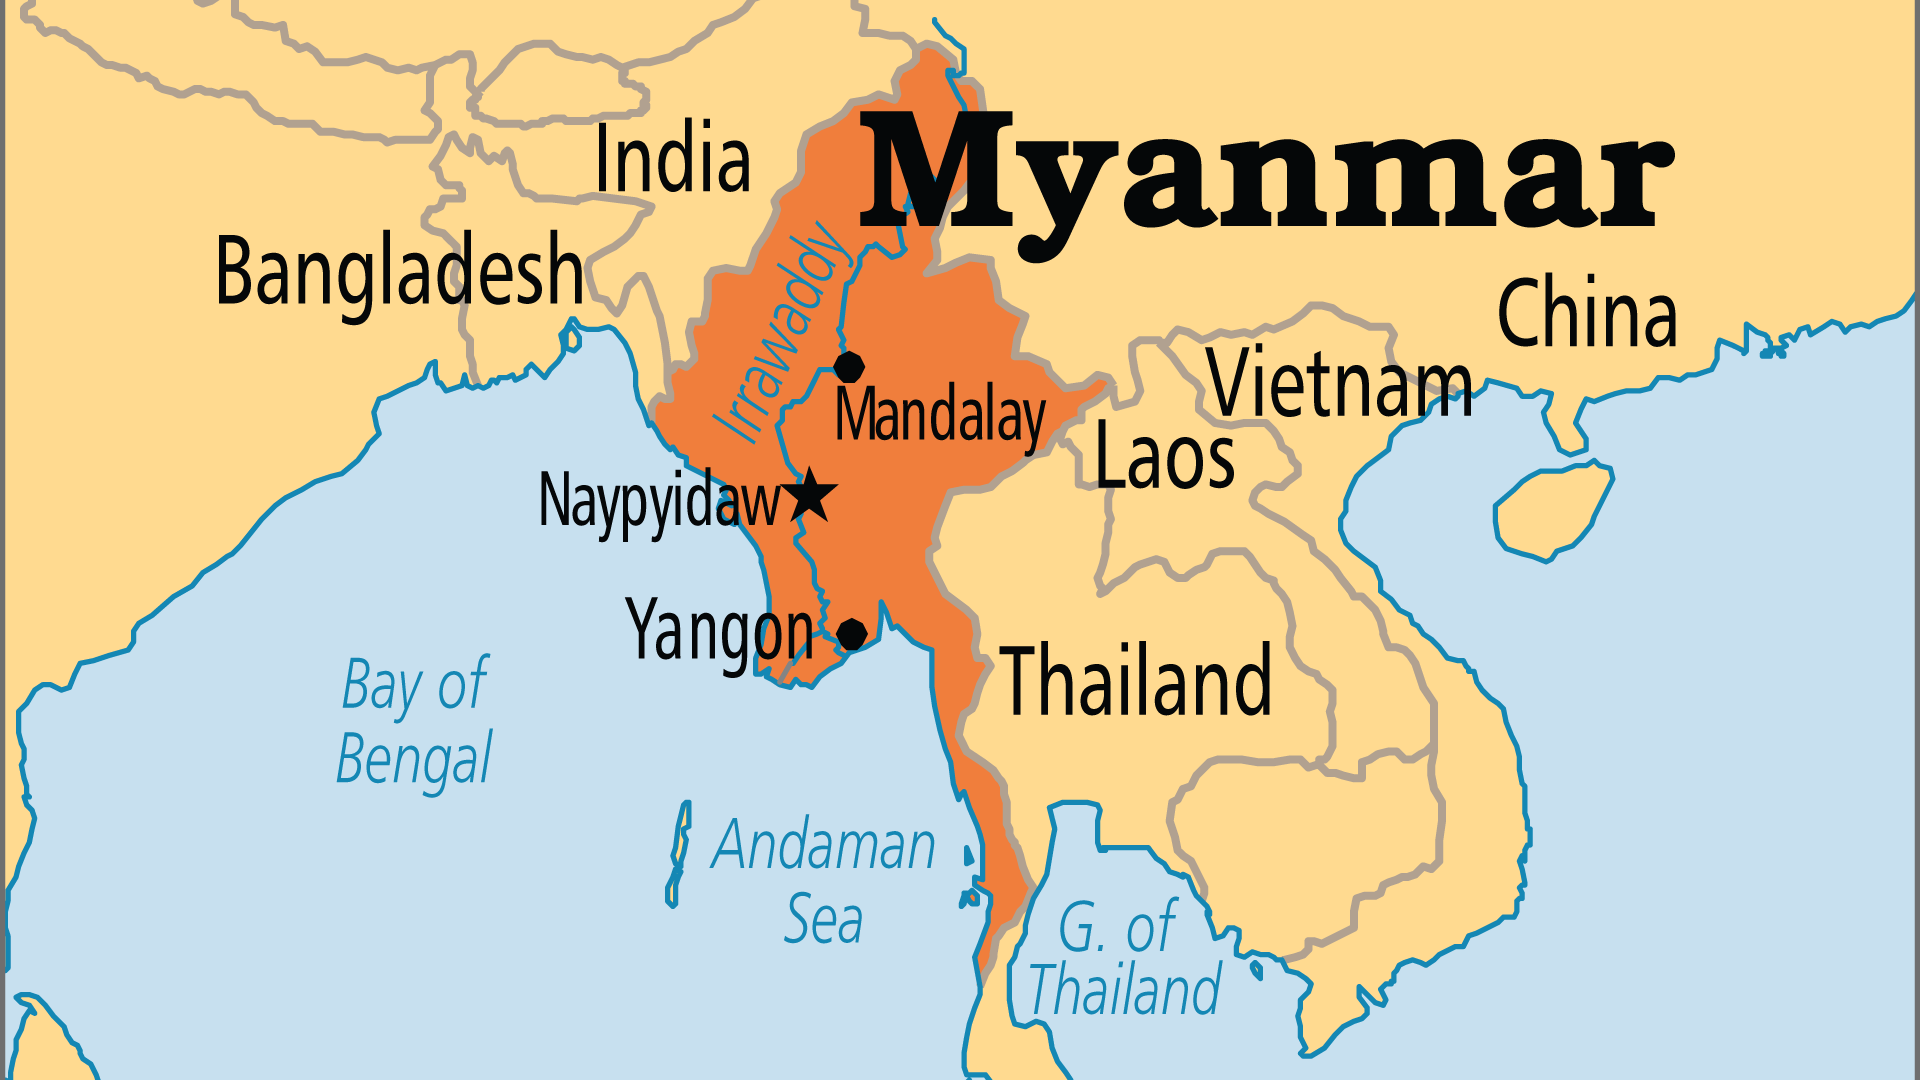 Myanmar
India
Bangladesh
China
Irrawaddy
Vietnam
Mandalay
Laos
Naypyidaw
Yangon
Thailand
Bay of
Bengal
Andaman
Sea
G. of
Thailand